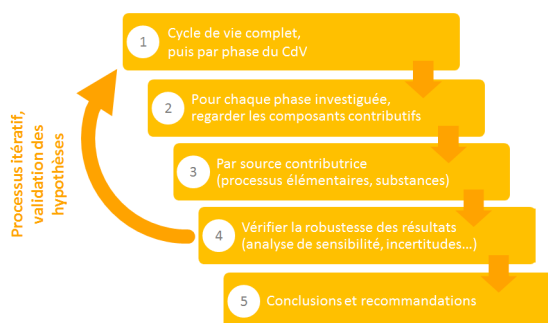 1
Cycle de vie complet,
puis par phase du CdV
2
Pour chaque phase investiguée,
regarder les composants contributifs
3
Par source contributrice
(processus élémentaires, substances)
4
Vérifier la robustesse des résultats
(analyse de sensibilité, incertitudes...)
5
Conclusions et recommandations
Processus itératif,
validation des
hypothèses